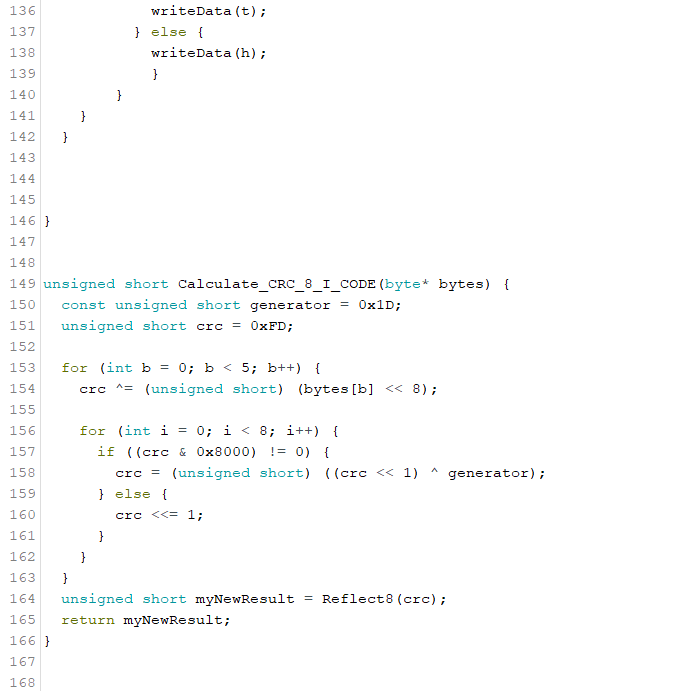 136             writeData(t);
137           } else {
138             writeData(h);
139             }
140         }
141     }
142   }
143
144
145
146 }
147
148
149 unsigned short Calculate_CRC_8_I_CODE(byte* bytes) {
150   const unsigned short generator = 0x1D;
151   unsigned short crc = 0xFD;
152
153   for (int b = 0; b < 5; b++) {
154     crc ^= (unsigned short) (bytes[b] << 8);
155
156     for (int i = 0; i < 8; i++) {
157       if ((crc & 0x8000) != 0) {
158         crc = (unsigned short) ((crc << 1) ^ generator);
159       } else {
160         crc <<= 1;
161       }
162     }
163   }
164   unsigned short myNewResult = Reflect8(crc);
165   return myNewResult;
166 }
167
168